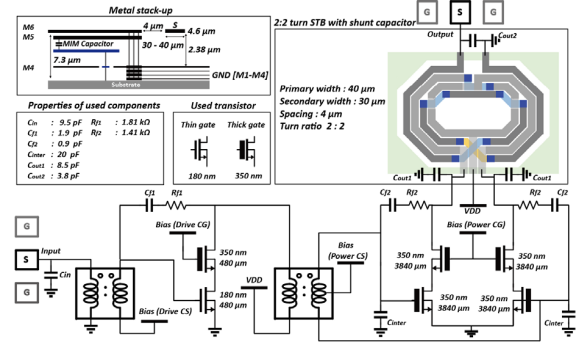 Metal stack-up
M6
M5
4 μm
S
4.6 μm
MIM Capacitor
30 - 40 μm
2.38 μm
7.3 μm
M4
GND [M1-M4]
Substrate
Properties of used components
Cin : 9.5 pF Rf1 : 1.81 kΩ
Cf1 : 1.9 pF Rf2 : 1.41 kΩ
Cf2 : 0.9 pF
Cinter : 20 pF
Cout1 : 8.5 pF
Cout2 : 3.8 pF
Used transistor
Thin gate Thick gate
180 nm 350 nm
G S G
2:2 turn STB with shunt capacitor
Output
Cout2
Primary width : 40 μm
Secondary width : 30 μm
Spacing : 4 μm
Turn ratio 2 : 2
Cout1 Cout1
Cf2 Rf2 VDD Rf2 Cf2
Bias (Power CG)
Cf1 Rf1
Bias (Drive CG)
350 nm
480 μm
180 nm
480 μm
Bias (Power CS)
VDD
350 nm
3840 μm
350 nm
3840 μm
350 nm
3840 μm
350 nm
3840 μm
Cinter
Cinter
G
S
G
Input
Cin
Bias (Drive CS)